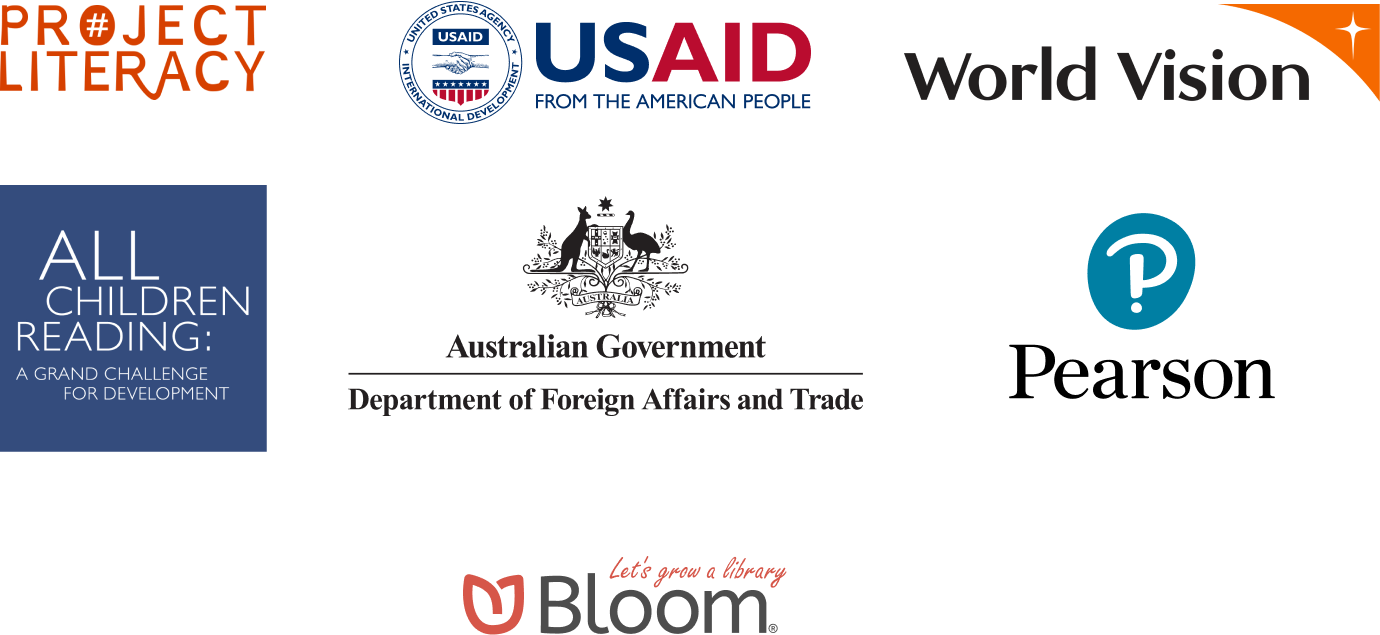 PROJECT
LITERACY
#
UNITED STATES AGENCY
INTERNATIONAL DEVELOPMENT
USAID
USAID
FROM THE AMERICAN PEOPLE
World Vision
ALL
CHILDREN
READING:
A GRAND CHALLENGE
FOR DEVELOPMENT
AUSTRALIA
Australian Government
Department of Foreign Affairs and Trade
P
Pearson
Let's grow a library
Bloom®